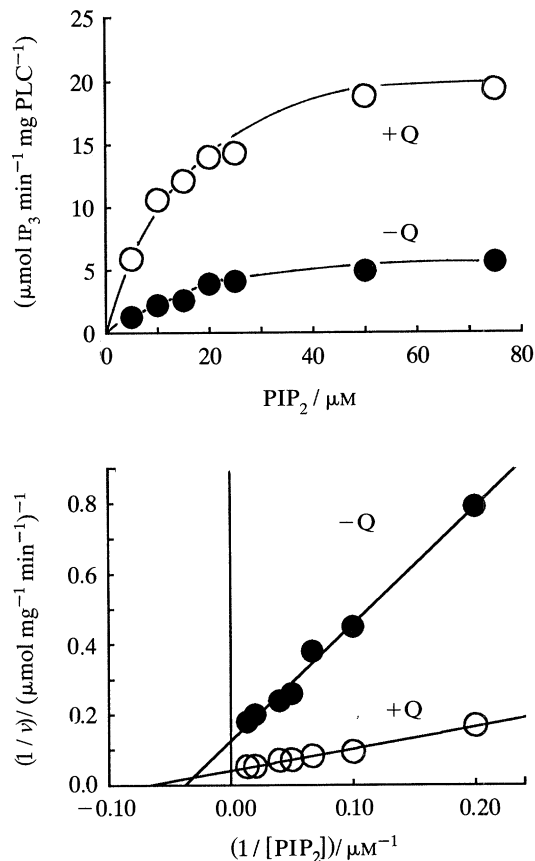 25
20
15
10
5
0
(μmol IP₃ min⁻¹ mg PLC⁻¹)
+Q
−Q
0 20 40 60 80
PIP₂ / μM
0.8
0.6
0.4
0.2
0.0
(1/v)/(μmol mg⁻¹ min⁻¹)⁻¹
−Q
+Q
−0.10 0.00 0.10 0.20
(1/[PIP₂])/μM⁻¹